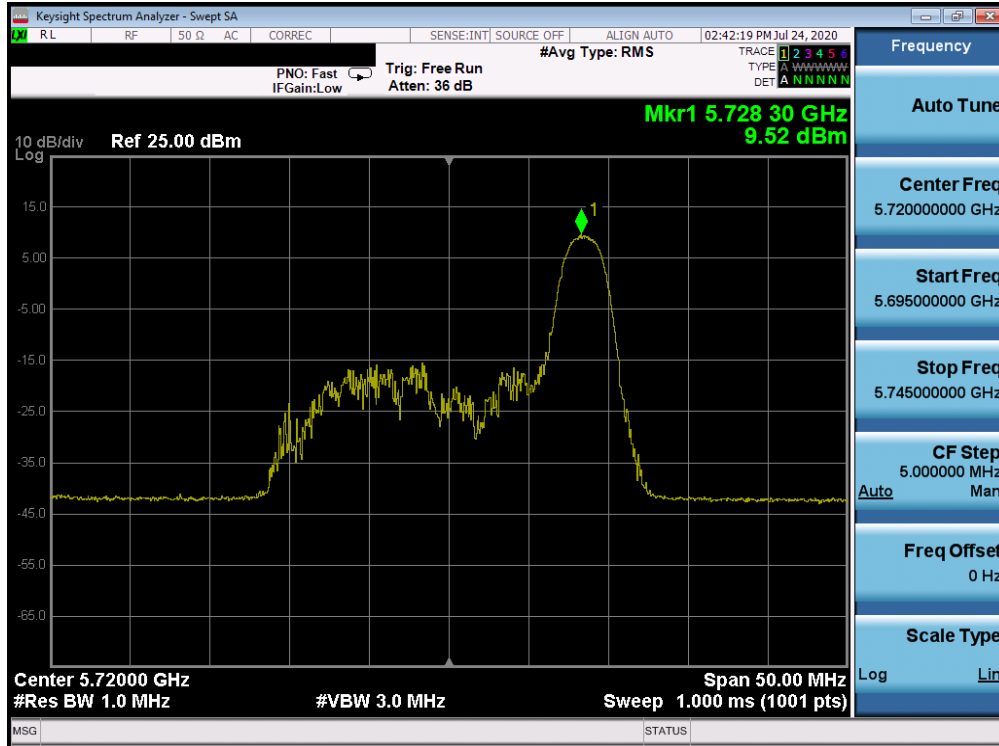 Keysight Spectrum Analyzer - Swept SA
LXI RL RF 50 Ω AC CORREC SENSE:INT SOURCE OFF ALIGN AUTO 02:42:19 PM Jul 24, 2020
#Avg Type: RMS
TRACE 1 2 3 4 5 6
PNO: Fast Trig: Free Run
TYPE A WWWWW
IFGain:Low Atten: 36 dB
DET A N N N N N
Mkr1 5.728 30 GHz
9.52 dBm
10 dB/div Ref 25.00 dBm
Log
1
15.0
5.00
-5.00
-15.0
-25.0
-35.0
-45.0
-55.0
-65.0
Center 5.72000 GHz Span 50.00 MHz
#Res BW 1.0 MHz #VBW 3.0 MHz Sweep 1.000 ms (1001 pts)
MSG STATUS
Frequency
Auto Tune
Center Freq
5.720000000 GHz
Start Freq
5.695000000 GHz
Stop Freq
5.745000000 GHz
CF Step
5.000000 MHz
Auto Man
Freq Offset
0 Hz
Scale Type
Log Lin